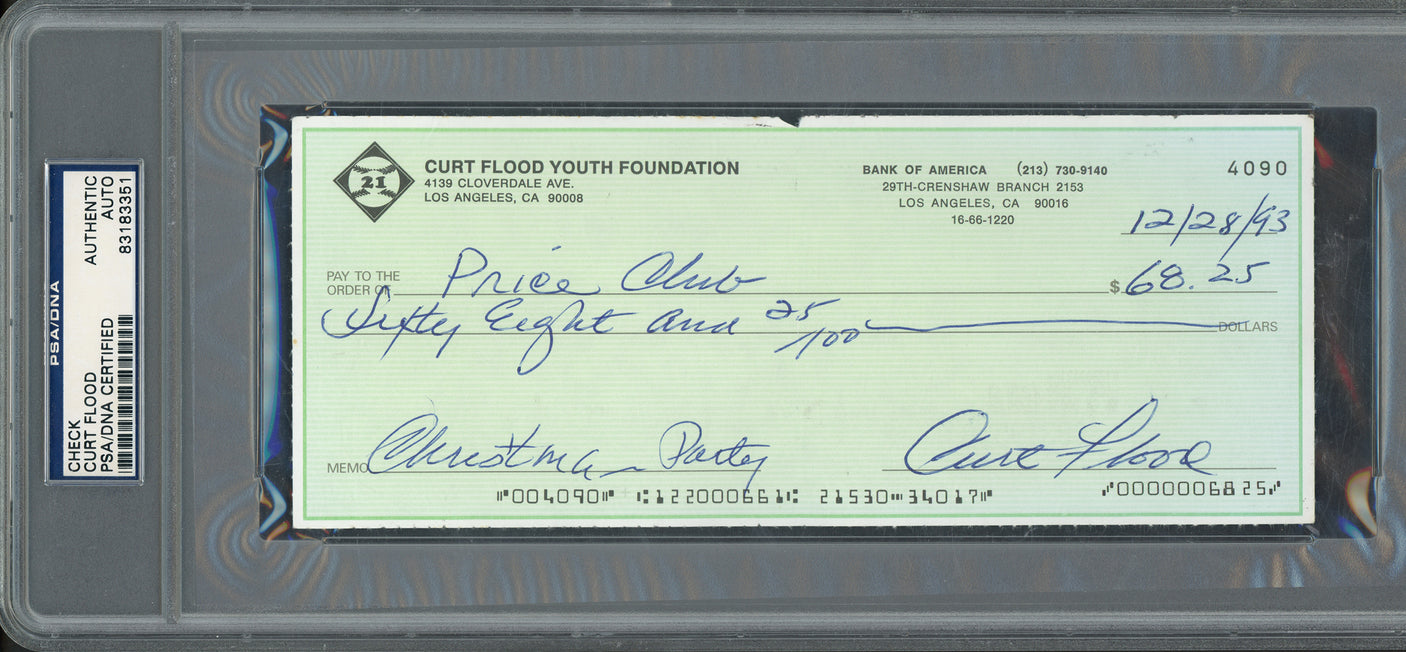 PSA/DNA
CHECK
CURT FLOOD
PSA/DNA CERTIFIED
AUTHENTIC
AUTO
83183351
21
CURT FLOOD YOUTH FOUNDATION
4139 CLOVERDALE AVE.
LOS ANGELES, CA 90008
BANK OF AMERICA (213) 730-9140
29TH-CRENSHAW BRANCH 2153
LOS ANGELES, CA 90016
16-66-1220
4090
12/28/93
PAY TO THE
ORDER OF Price Club $ 68.25
Sixty Eight and 25/100 DOLLARS
MEMO Christmas Party Curt Flood
⑈004090⑈ ⑆122000661⑆ 21530⑉34017⑈ ⑇0000006825⑇